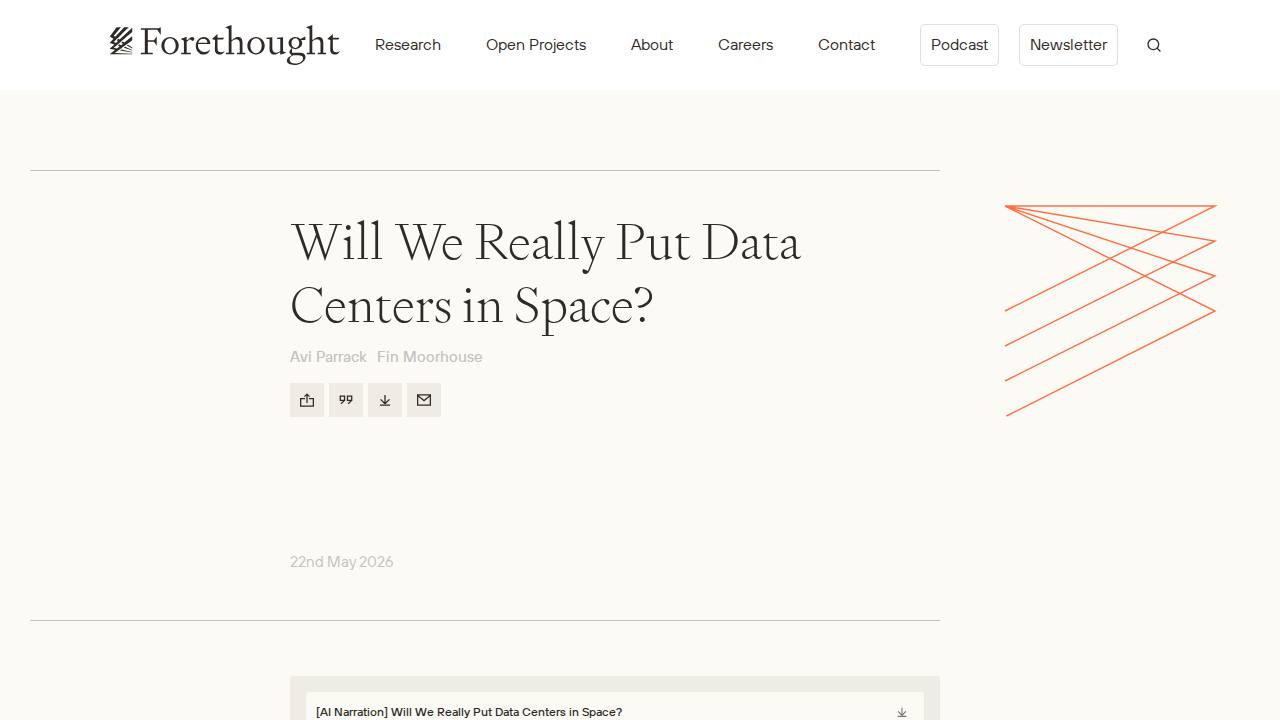 Forethought
Research
Open Projects
About
Careers
Contact
Podcast
Newsletter
Will We Really Put Data
Centers in Space?
Avi Parrack Fin Moorhouse
22nd May 2026
[AI Narration] Will We Really Put Data Centers in Space?